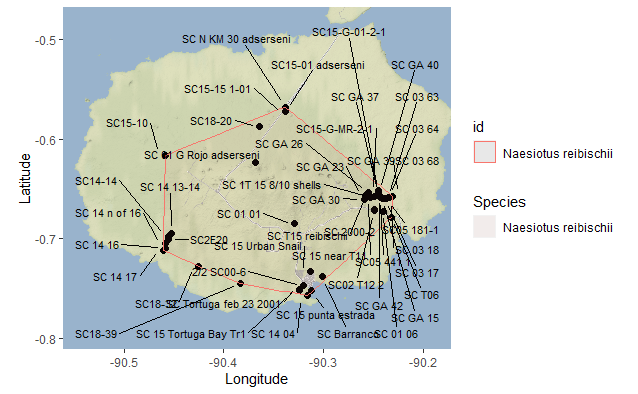 -0.5
-0.6
-0.7
-0.8
Latitude
SC15-G-01-2-1
SC N KM 30 adserseni
SC15-01 adserseni
SC GA 40
SC15-15 1-01
SC GA 37
SC 03 63
SC15-10
SC18-20
SC15-G-MR-2-1
SC 03 64
SC GA 26
G Rojo adserseni
SC GA 39
SC 03 68
SC GA 23
SC14-14
SC 14 13-14
SC 1T 15 8/10 shells
SC GA 30
SC 14 n of 16
SC 01 01
SC T15 reibischii
SC 2000-2
SC05 181-1
SC 14 16
SC2F20
SC 15 Urban Snail
SC 15 near T11
SC05 441 1
SC 03 18
SC 14 17
2/2 SC00-6
SC02 T12 2
SC 03 17
SC T06
SC Tortuga feb 23 2001
SC GA 42
SC 15 punta estrada
SC GA 15
SC18-39
SC 15 Tortuga Bay Tr1
SC 14 04
SC Barranco
SC 01 06
-90.5
-90.4
-90.3
-90.2
Longitude
id
Naesiotus reibischii
Species
Naesiotus reibischii